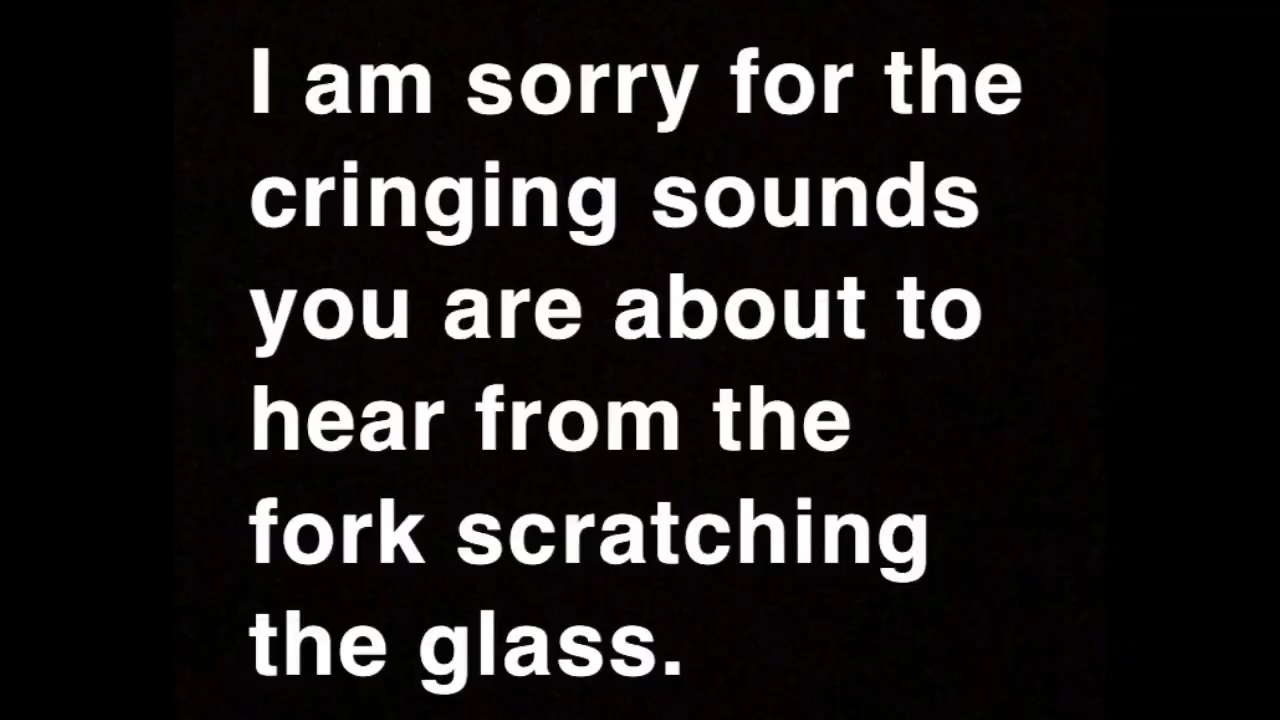 I am sorry for the
cringing sounds
you are about to
hear from the
fork scratching
the glass.